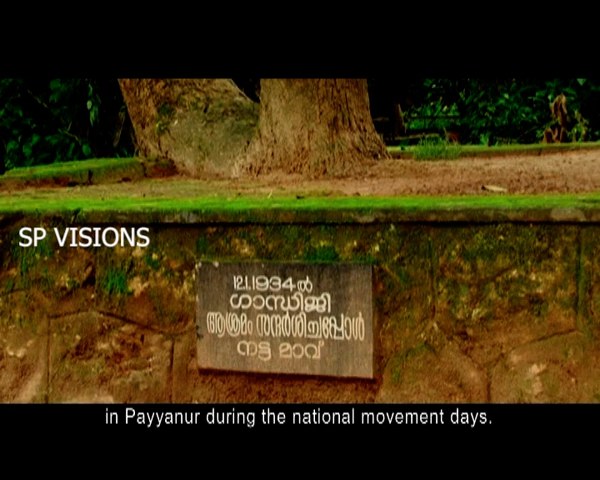 SP VISIONS
12.1.1934ൽ
ഗാന്ധിജി
ആശ്രമം സന്ദർശിച്ചപ്പോൾ
നട്ട മാവ്
in Payyanur during the national movement days.